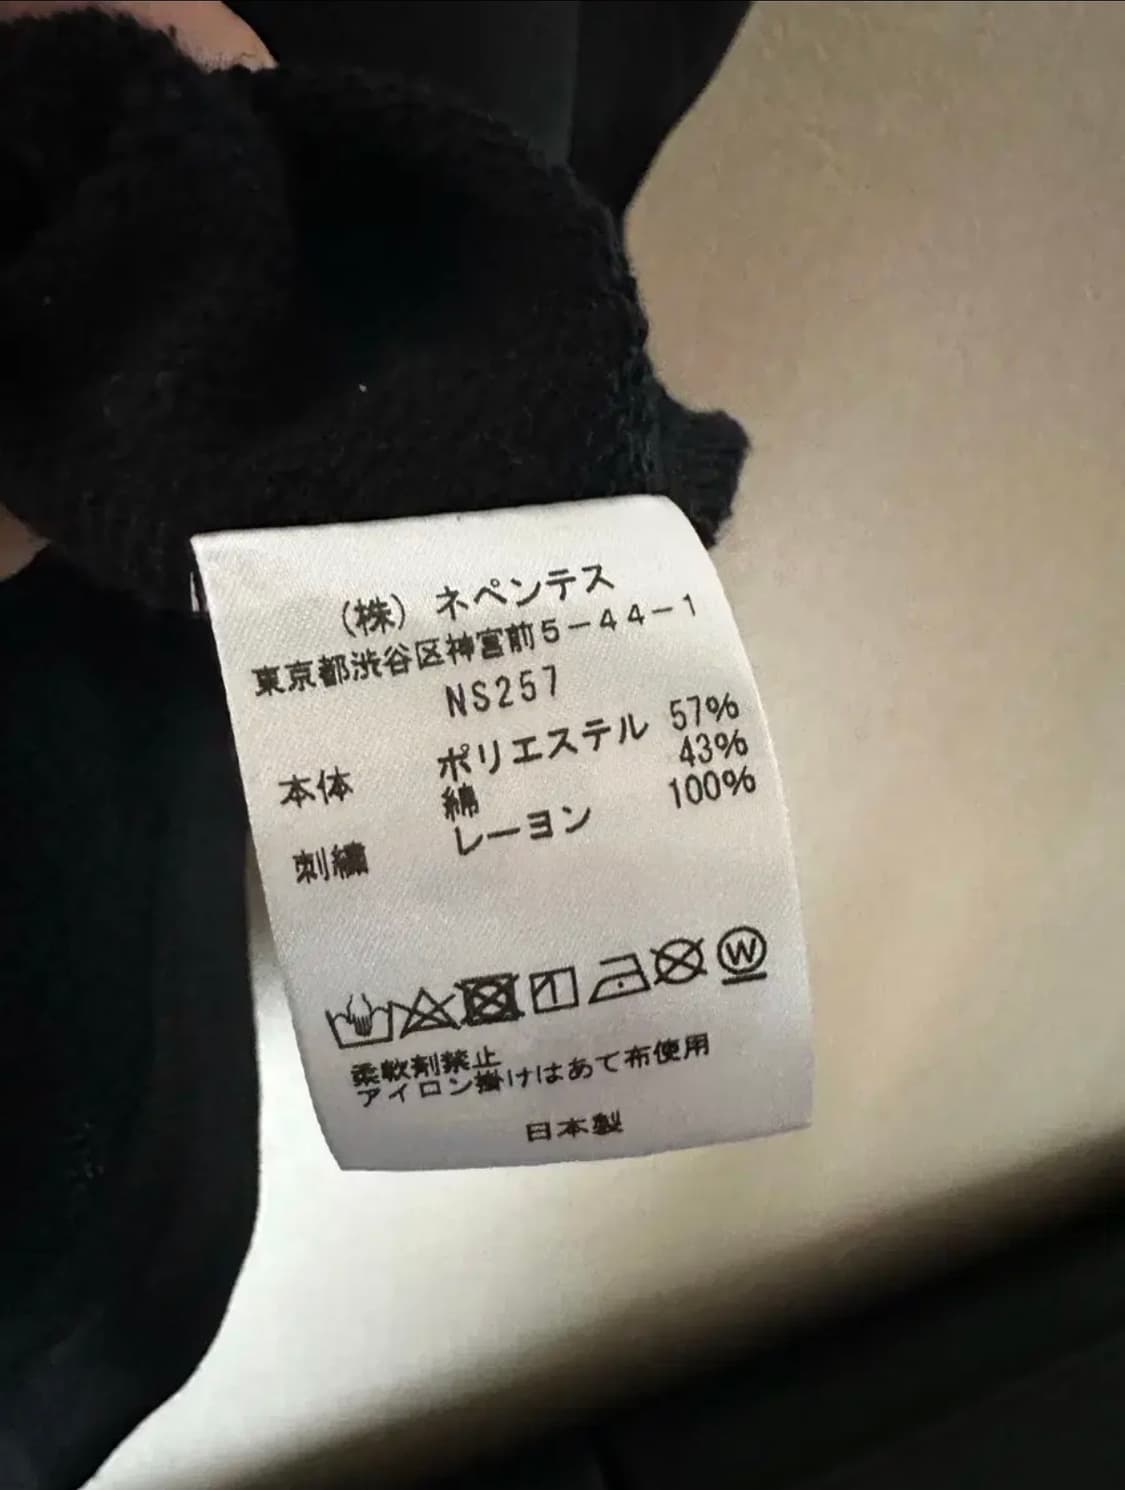 （株）ネペンテス
東京都渋谷区神宮前５－４４－１
NS257
本体 ポリエステル 57%
綿 43%
刺繍 レーヨン 100%
W
柔軟剤禁止
アイロン掛けはあて布使用
日本製